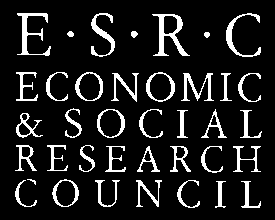 E·S·R·C
ECONOMIC
& SOCIAL
RESEARCH
COUNCIL